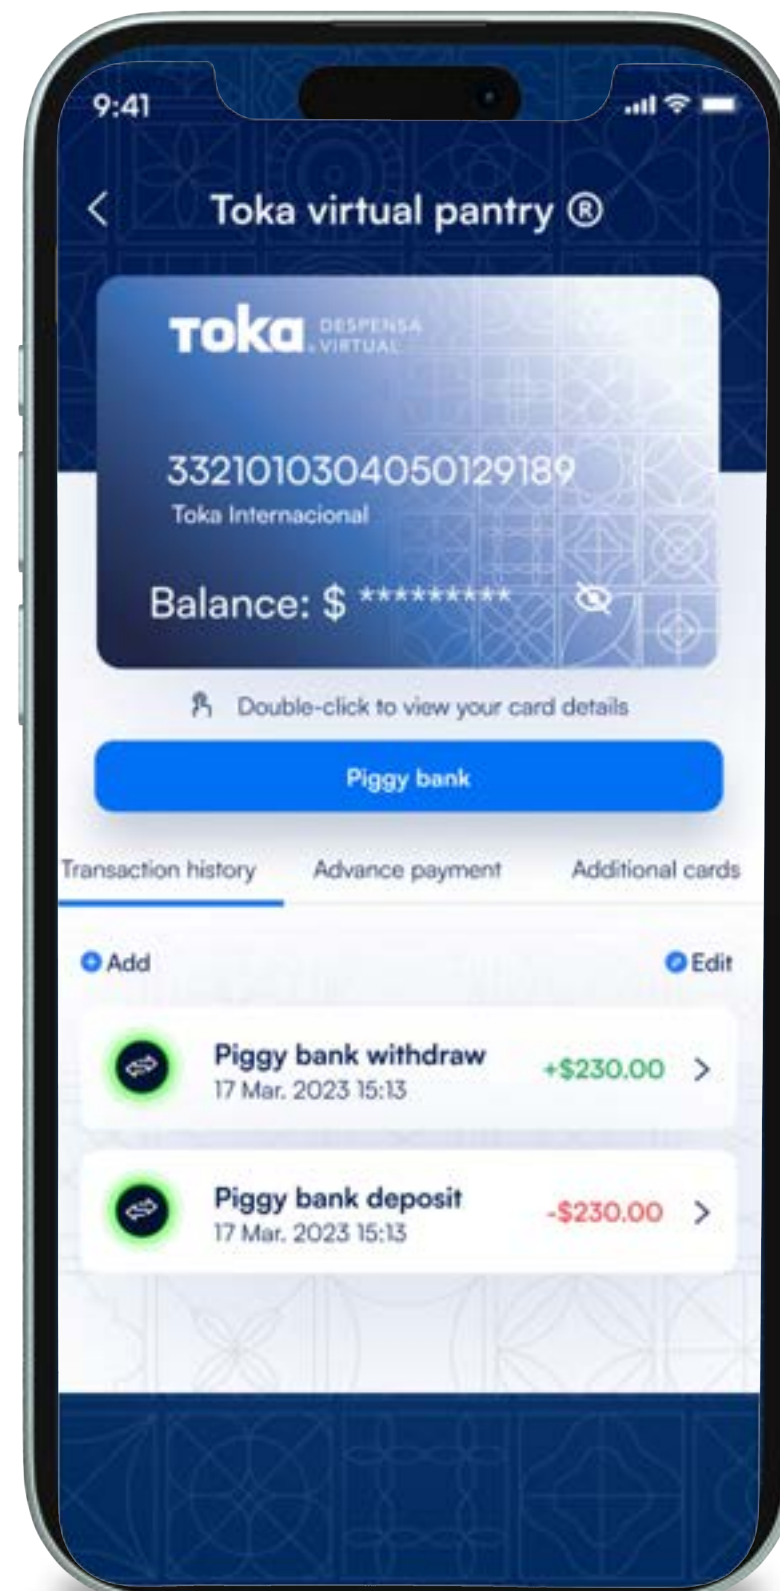 9:41
Toka virtual pantry ®
Toka DESPENSA
VIRTUAL
3321010304050129189
Toka Internacional
Balance: $ *********
Double-click to view your card details
Piggy bank
Transaction history Advance payment Additional cards
Add Edit
Piggy bank withdraw +$230.00
17 Mar. 2023 15:13
Piggy bank deposit -$230.00
17 Mar. 2023 15:13